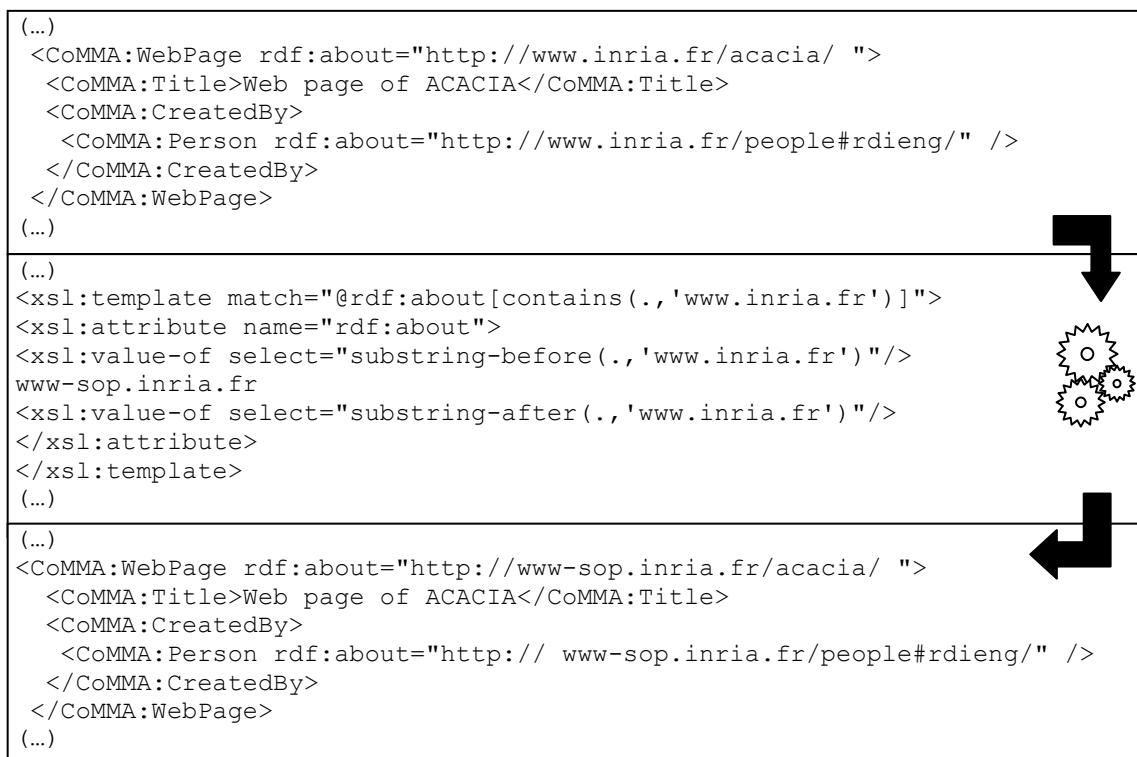 (…)
<CoMMA:WebPage rdf:about="http://www.inria.fr/acacia/ ">
<CoMMA:Title>Web page of ACACIA</CoMMA:Title>
<CoMMA:CreatedBy>
<CoMMA:Person rdf:about="http://www.inria.fr/people#rdieng/" />
</CoMMA:CreatedBy>
</CoMMA:WebPage>
(…)
(…)
<xsl:template match="@rdf:about[contains(.,'www.inria.fr')]">
<xsl:attribute name="rdf:about">
<xsl:value-of select="substring-before(.,'www.inria.fr')"/>
www-sop.inria.fr
<xsl:value-of select="substring-after(.,'www.inria.fr')"/>
</xsl:attribute>
</xsl:template>
(…)
(…)
<CoMMA:WebPage rdf:about="http://www-sop.inria.fr/acacia/ ">
<CoMMA:Title>Web page of ACACIA</CoMMA:Title>
<CoMMA:CreatedBy>
<CoMMA:Person rdf:about="http:// www-sop.inria.fr/people#rdieng/" />
</CoMMA:CreatedBy>
</CoMMA:WebPage>
(…)